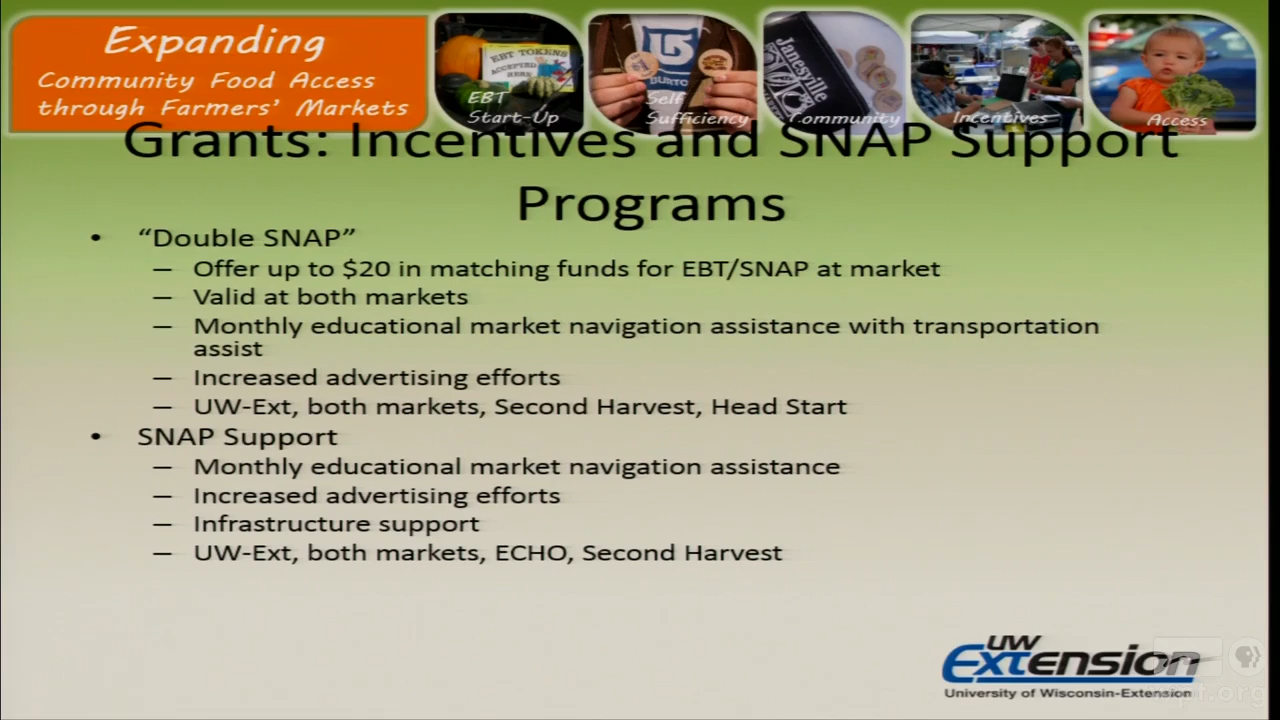 Expanding
Community Food Access
through Farmers' Markets
EBT TOKENS
ACCEPTED
HERE
EBT
Start-Up
BURTO
Self
Sufficiency
Janesville
Community
Incentives
Access
Grants: Incentives and SNAP Support
Programs
• “Double SNAP”
– Offer up to $20 in matching funds for EBT/SNAP at market
– Valid at both markets
– Monthly educational market navigation assistance with transportation
assist
– Increased advertising efforts
– UW-Ext, both markets, Second Harvest, Head Start
• SNAP Support
– Monthly educational market navigation assistance
– Increased advertising efforts
– Infrastructure support
– UW-Ext, both markets, ECHO, Second Harvest
UW
Extension
University of Wisconsin-Extension